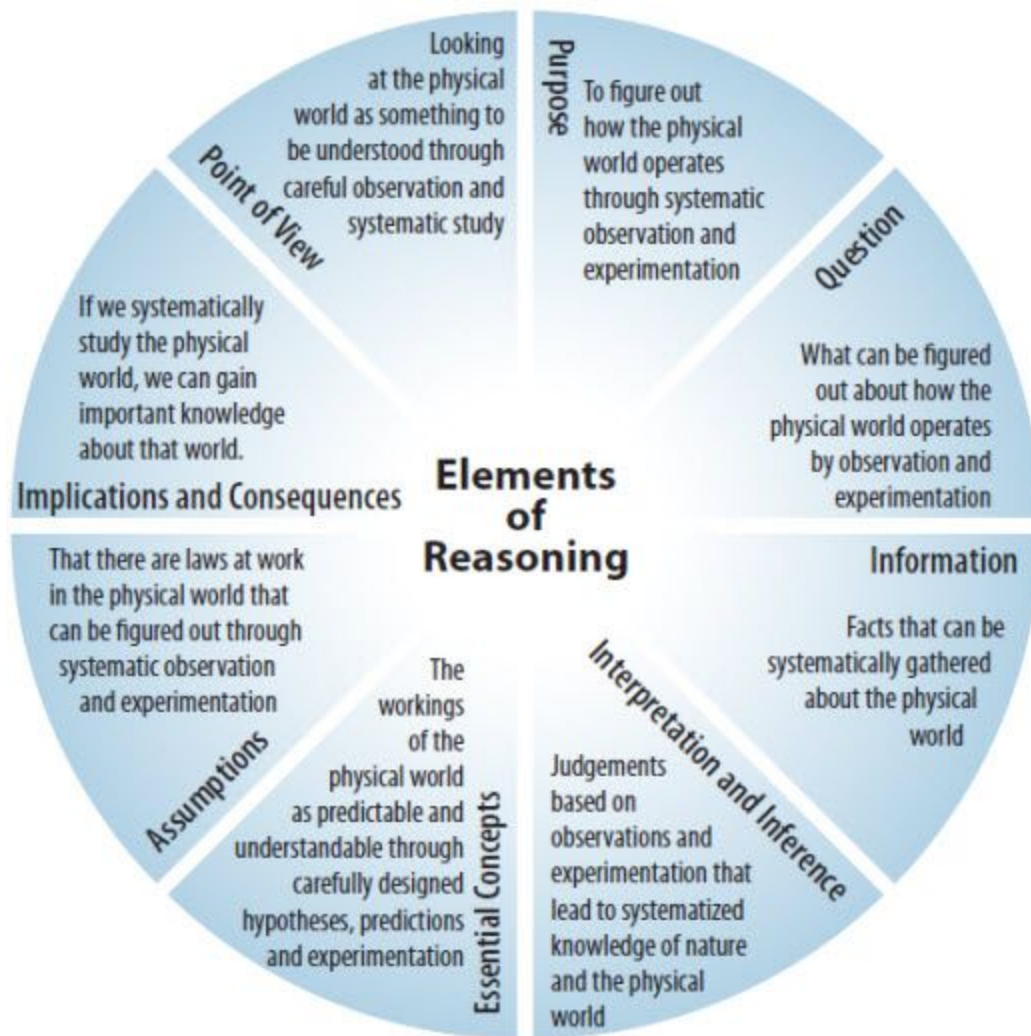 Elements
of
Reasoning
Purpose
To figure out
how the physical
world operates
through systematic
observation and
experimentation
Question
What can be figured
out about how the
physical world operates
by observation and
experimentation
Information
Facts that can be
systematically gathered
about the physical
world
Interpretation and Inference
Judgements
based on
observations and
experimentation that
lead to systematized
knowledge of nature
and the physical
world
Essential Concepts
The
workings
of the
physical world
as predictable and
understandable through
carefully designed
hypotheses, predictions
and experimentation
Assumptions
That there are laws at work
in the physical world that
can be figured out through
systematic observation
and experimentation
Implications and Consequences
If we systematically
study the physical
world, we can gain
important knowledge
about that world.
Point of View
Looking
at the physical
world as something to
be understood through
careful observation and
systematic study